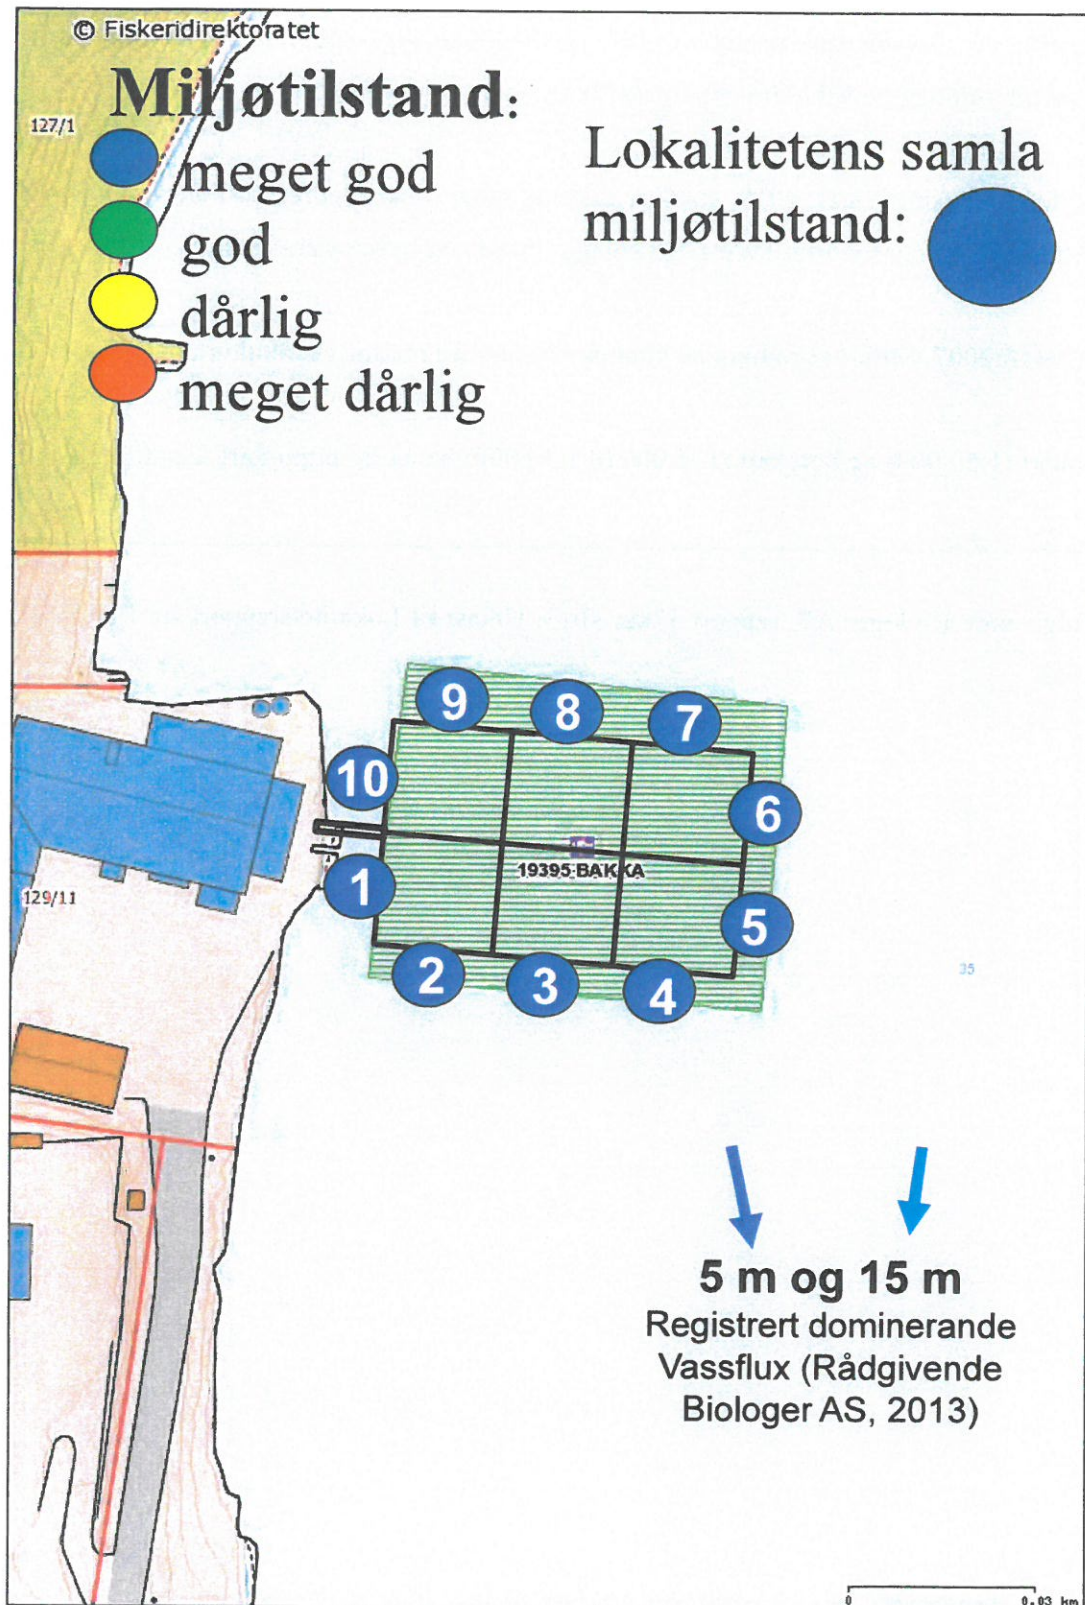 © Fiskeridirektoratet
Miljøtilstand:
127/1
meget god
god
dårlig
meget dårlig
Lokalitetens samla
miljøtilstand:
9
8
7
10
6
19395 BAKKA
1
129/11
5
2
3
4
35
5 m og 15 m
Registrert dominerande
Vassflux (Rådgivende
Biologer AS, 2013)
0
0.03 km